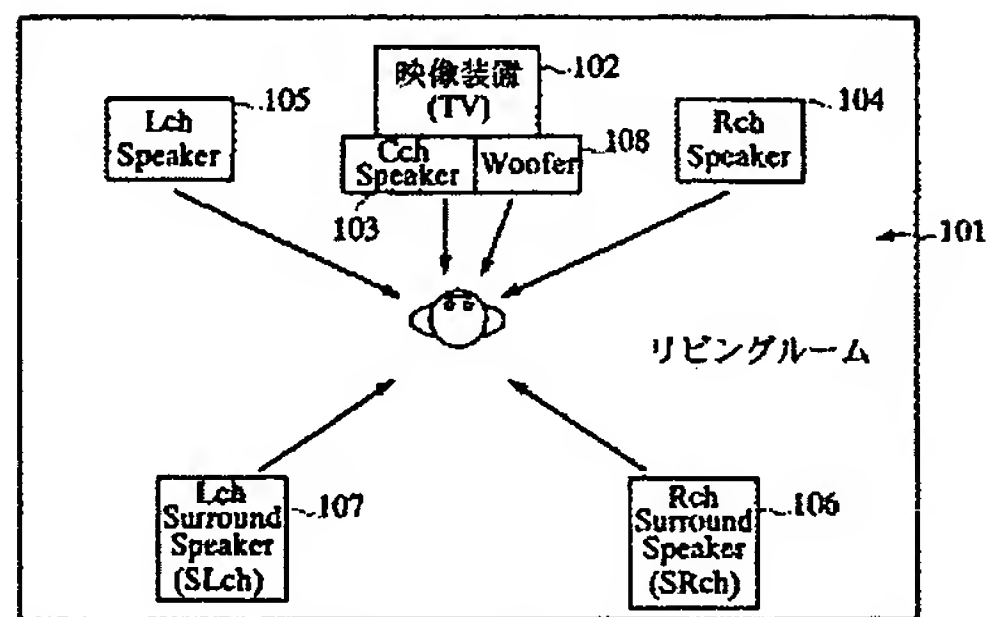 映像装置
(TV)
102
105
Lch
Speaker
104
Rch
Speaker
108
Cch
Speaker
Woofer
103
101
リビングルーム
Lch
Surround
Speaker
(SLch)
107
Rch
Surround
Speaker
(SRch)
106